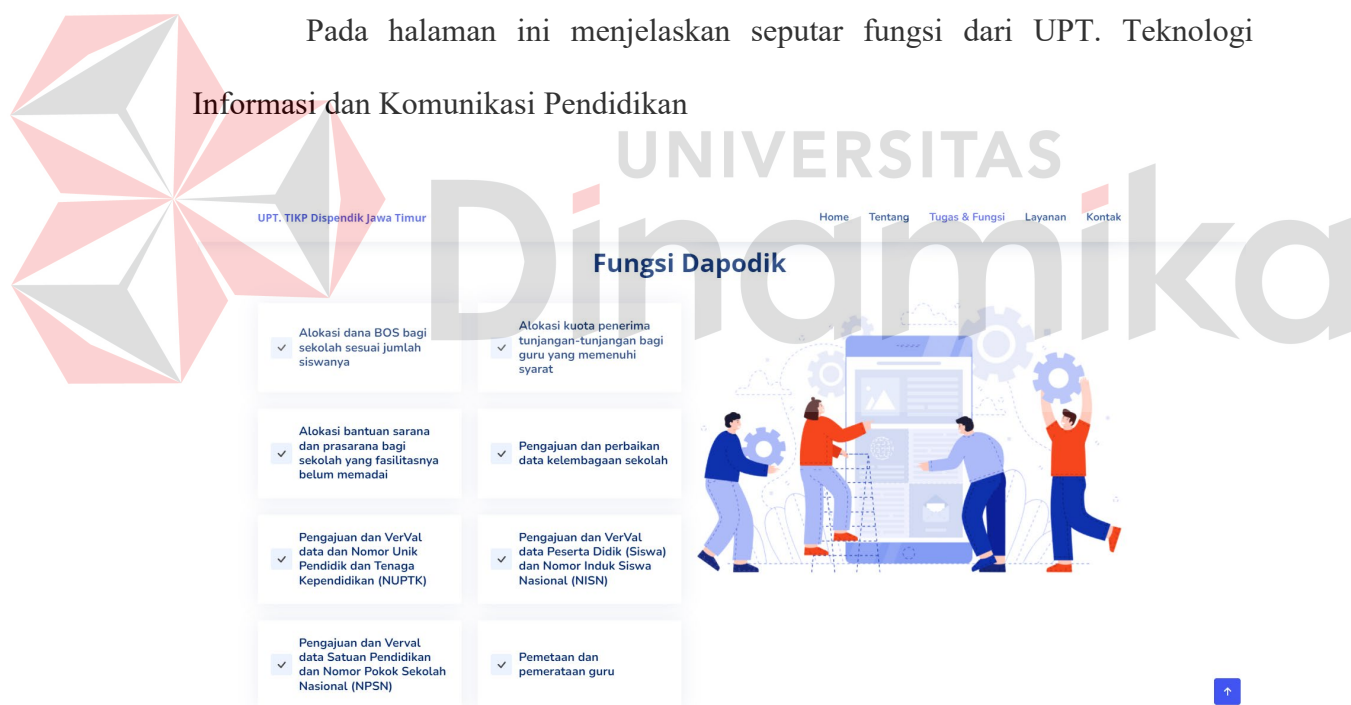 Pada halaman ini menjelaskan seputar fungsi dari UPT. Teknologi
Informasi dan Komunikasi Pendidikan
UNIVERSITAS
Dinamika
UPT. TIKP Dispendik Jawa Timur
Home Tentang Tugas & Fungsi Layanan Kontak
Fungsi Dapodik
Alokasi dana BOS bagi
sekolah sesuai jumlah
siswanya
Alokasi kuota penerima
tunjangan-tunjangan bagi
guru yang memenuhi
syarat
Alokasi bantuan sarana
dan prasarana bagi
sekolah yang fasilitasnya
belum memadai
Pengajuan dan perbaikan
data kelembagaan sekolah
Pengajuan dan VerVal
data dan Nomor Unik
Pendidik dan Tenaga
Kependidikan (NUPTK)
Pengajuan dan VerVal
data Peserta Didik (Siswa)
dan Nomor Induk Siswa
Nasional (NISN)
Pengajuan dan Verval
data Satuan Pendidikan
dan Nomor Pokok Sekolah
Nasional (NPSN)
Pemetaan dan
pemerataan guru